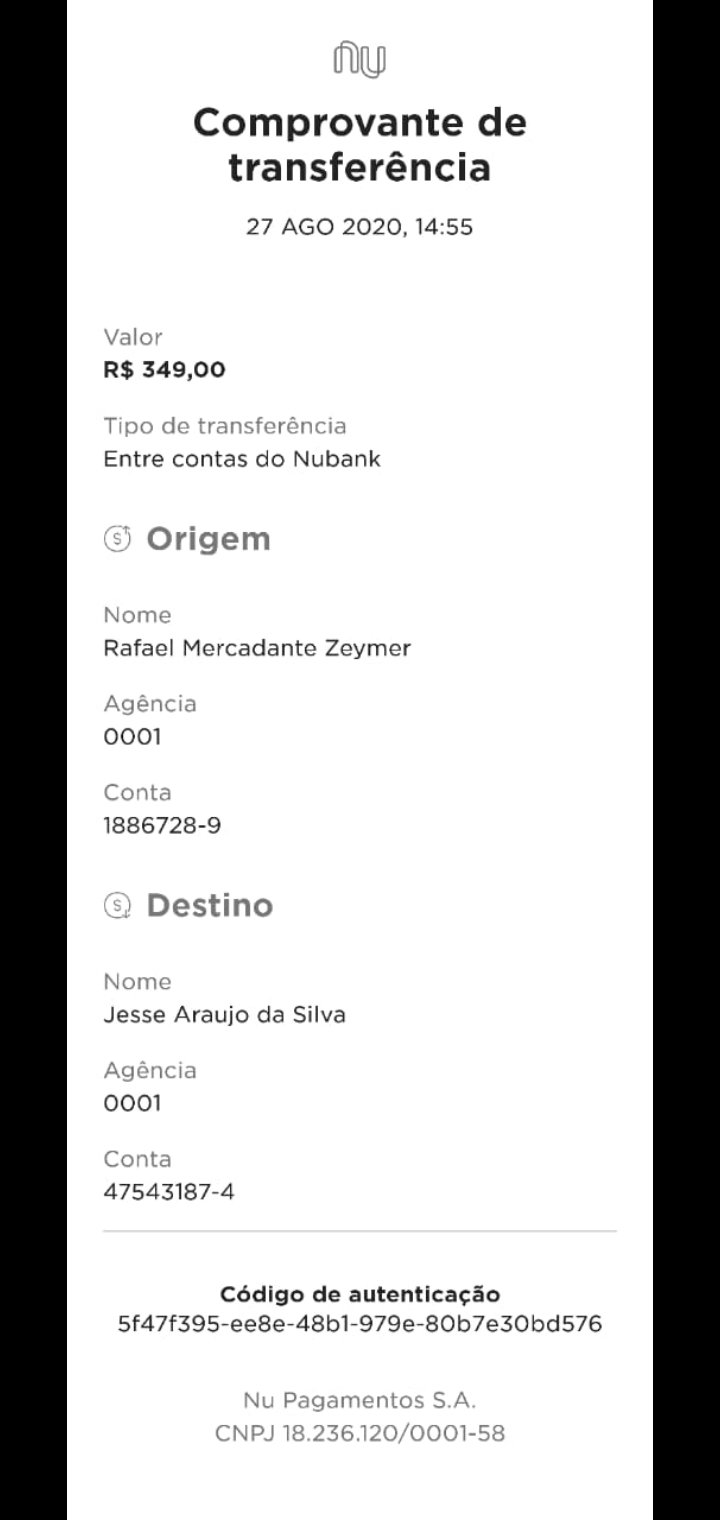 nu
Comprovante de
transferência
27 AGO 2020, 14:55
Valor
R$ 349,00
Tipo de transferência
Entre contas do Nubank
Origem
Nome
Rafael Mercadante Zeymer
Agência
0001
Conta
1886728-9
Destino
Nome
Jesse Araujo da Silva
Agência
0001
Conta
47543187-4
Código de autenticação
5f47f395-ee8e-48b1-979e-80b7e30bd576
Nu Pagamentos S.A.
CNPJ 18.236.120/0001-58